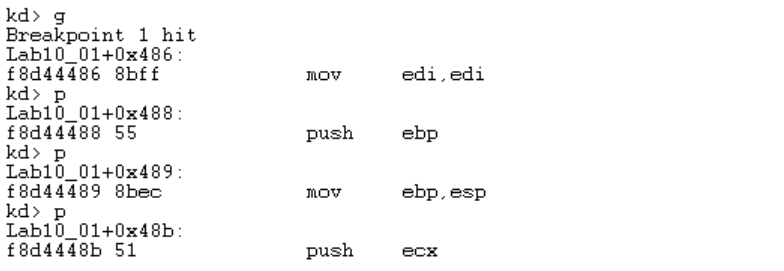 kd> g
Breakpoint 1 hit
Lab10_01+0x486:
f8d44486 8bff mov edi,edi
kd> p
Lab10_01+0x488:
f8d44488 55 push ebp
kd> p
Lab10_01+0x489:
f8d44489 8bec mov ebp,esp
kd> p
Lab10_01+0x48b:
f8d4448b 51 push ecx